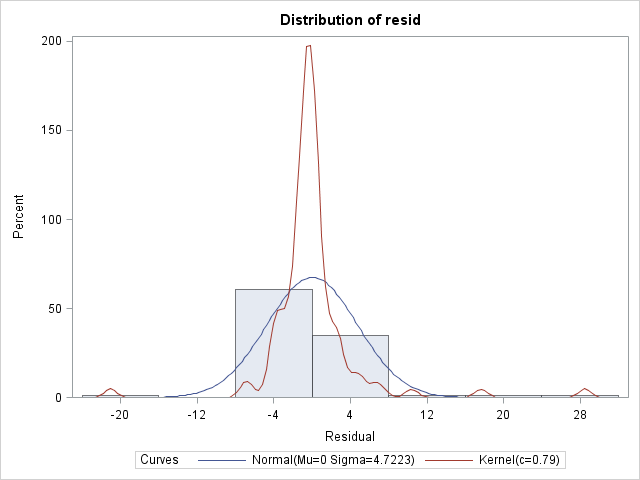 Distribution of resid
200
150
100
50
0
Percent
-20 -12 -4 4 12 20 28
Residual
Curves Normal(Mu=0 Sigma=4.7223) Kernel(c=0.79)